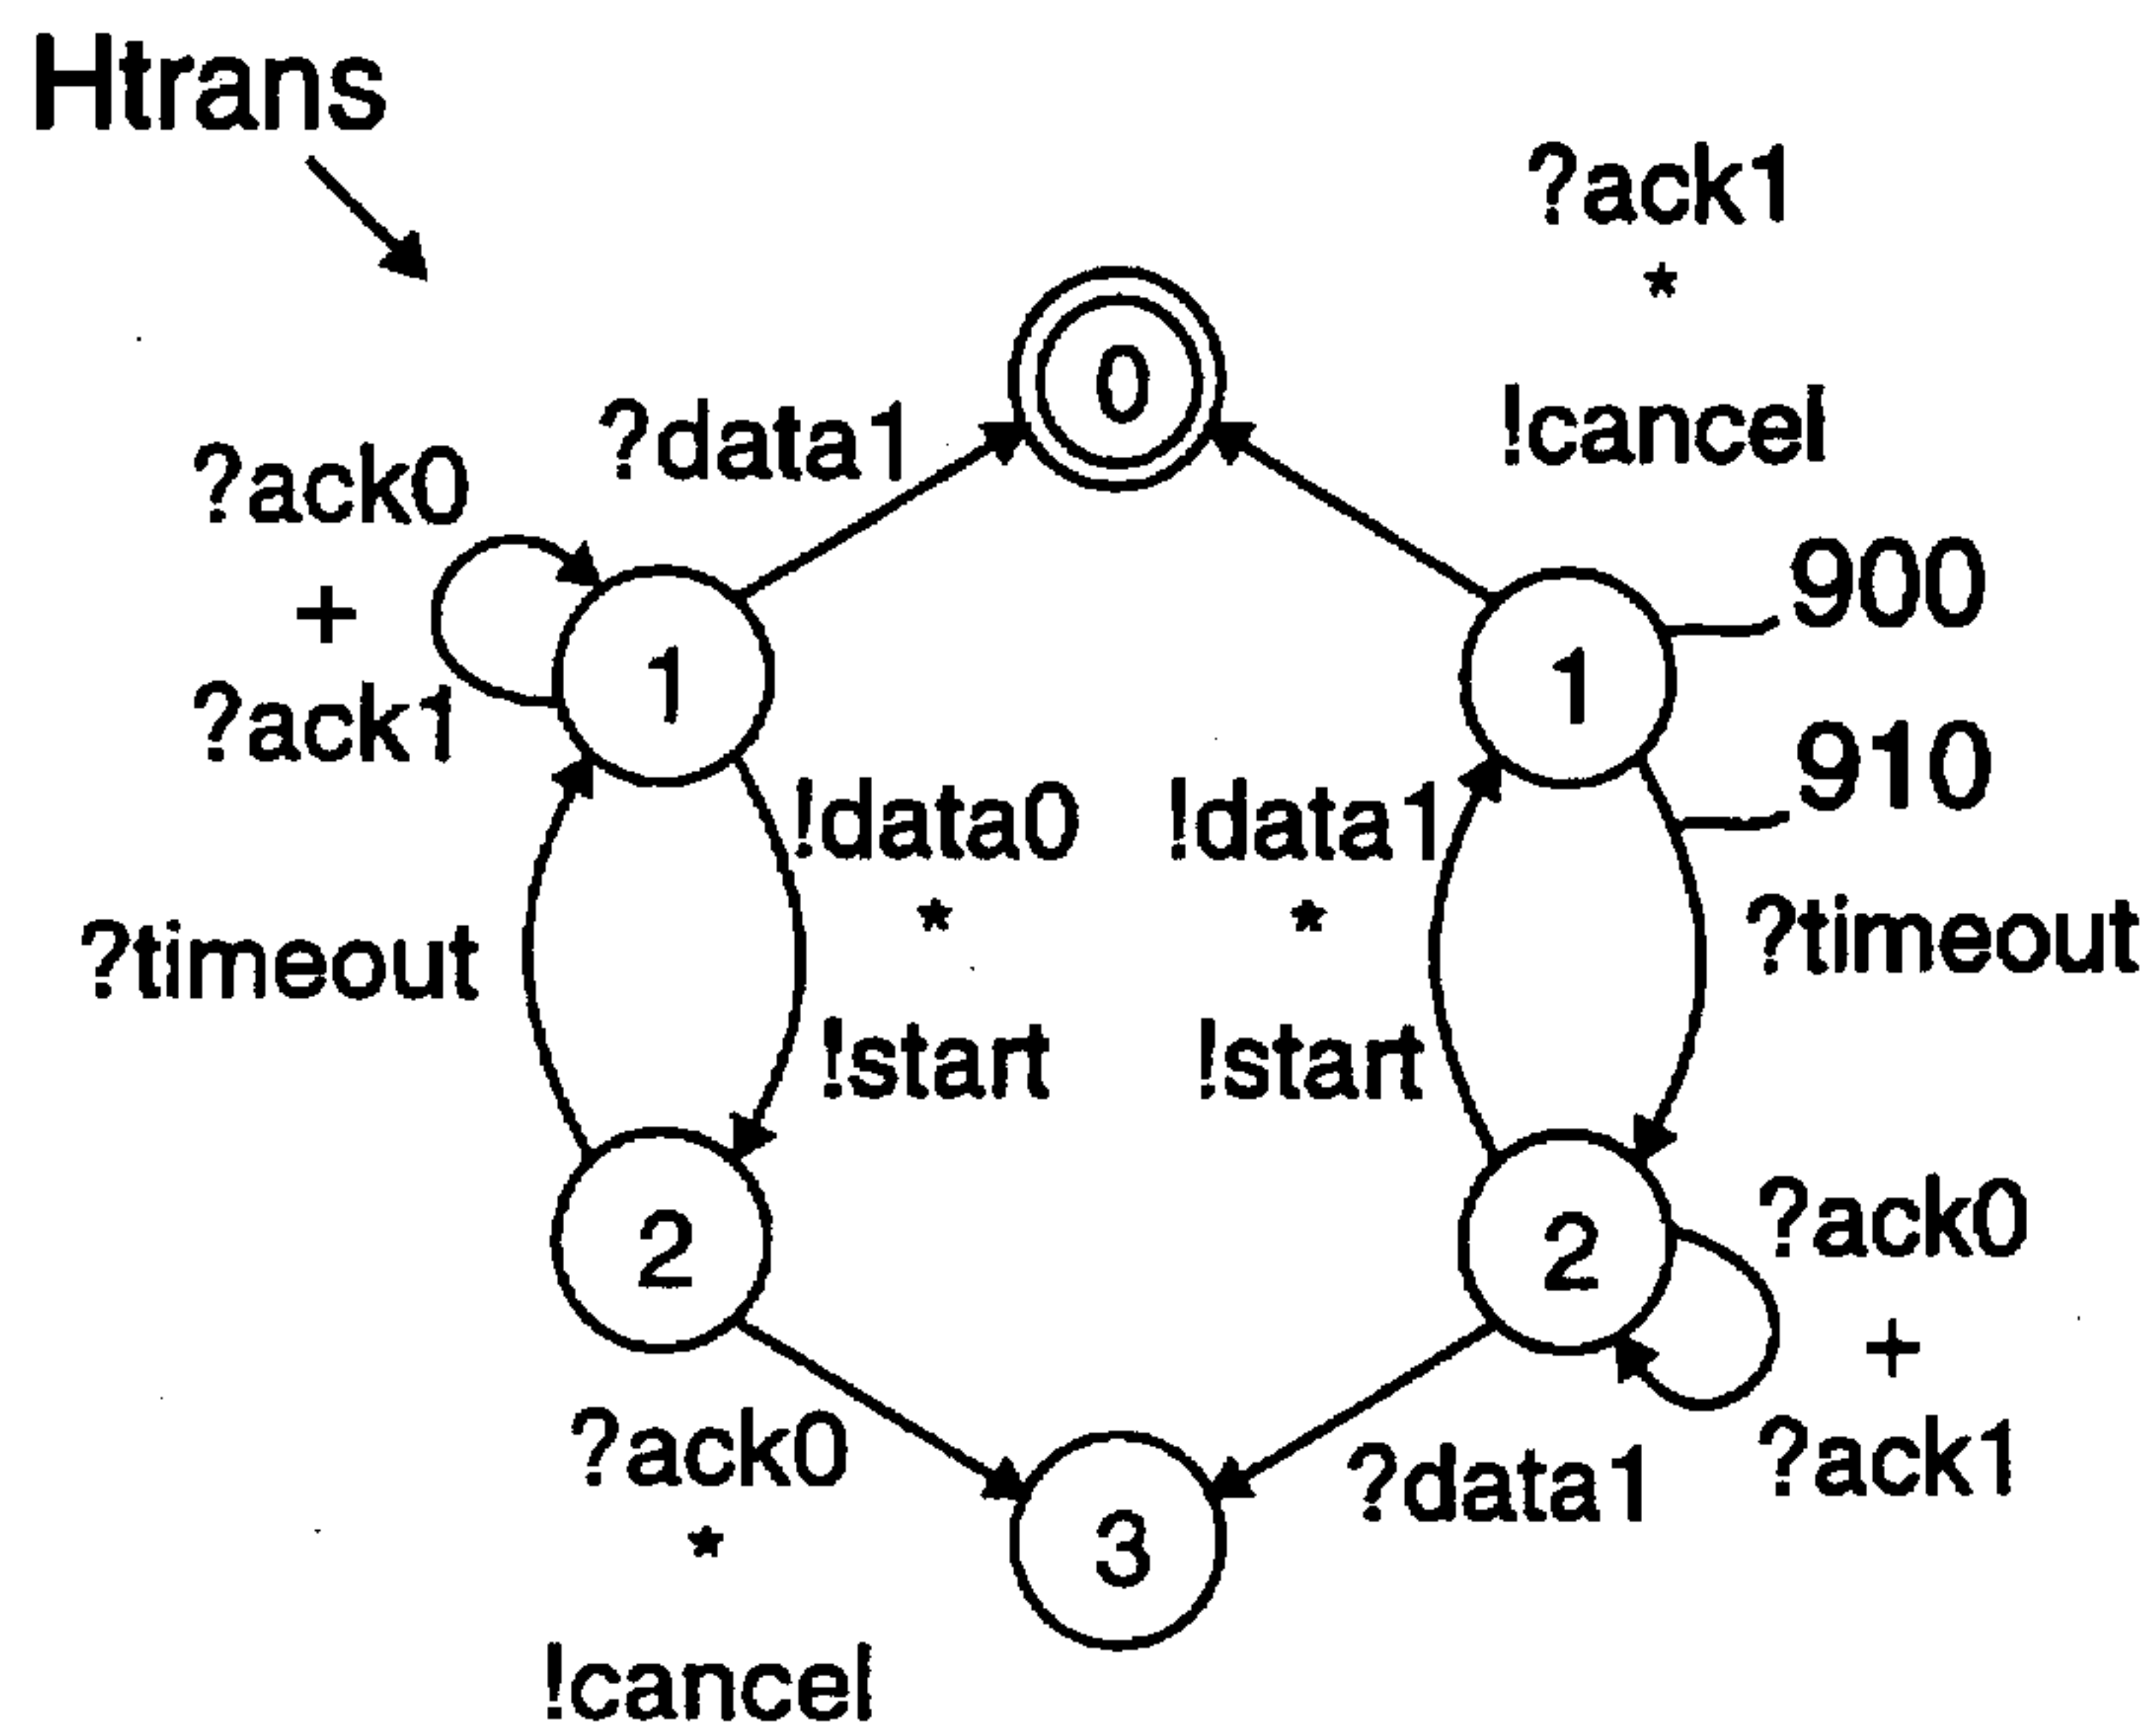 Htrans
?ack1
*
!cancel
0
?data1
?ack0
+
?ack1
1
1
900
910
!data0
*
!start
!data1
*
!start
?timeout
?timeout
2
2
?ack0
+
?ack1
?ack0
*
!cancel
?data1
3